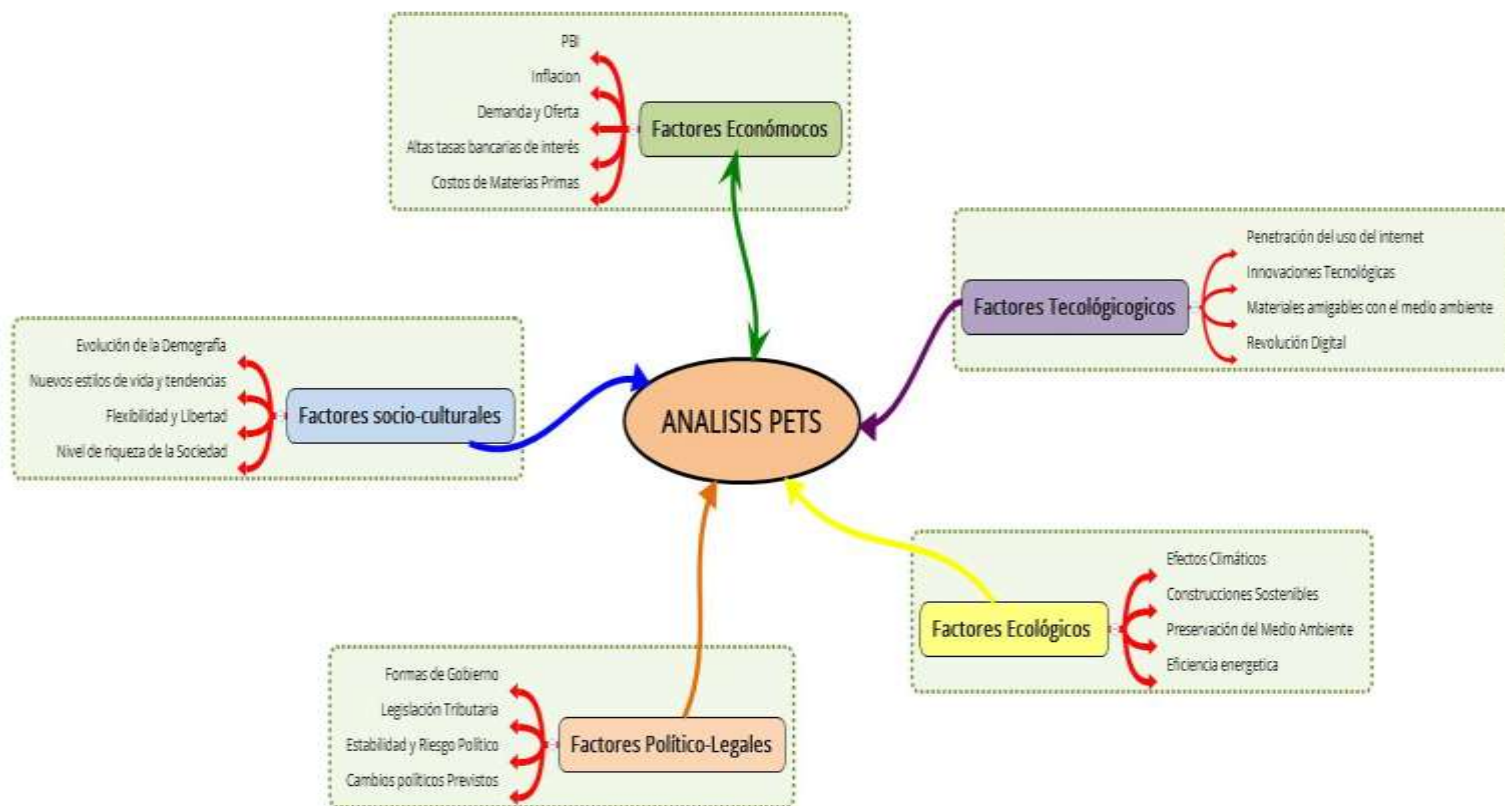 PBI
Inflacion
Demanda y Oferta
Altas tasas bancarias de interés
Costos de Materias Primas
Factores Económocos
Penetración del uso del internet
Innovaciones Tecnológicas
Materiales amigables con el medio ambiente
Revolución Digital
Factores Tecológicogicos
Evolución de la Demografía
Nuevos estilos de vida y tendencias
Flexibilidad y Libertad
Nivel de riqueza de la Sociedad
Factores socio-culturales
ANALISIS PETS
Efectos Climáticos
Construcciones Sostenibles
Preservación del Medio Ambiente
Eficiencia energetica
Factores Ecológicos
Formas de Gobierno
Legislación Tributaria
Estabilidad y Riesgo Político
Cambios políticos Previstos
Factores Político-Legales